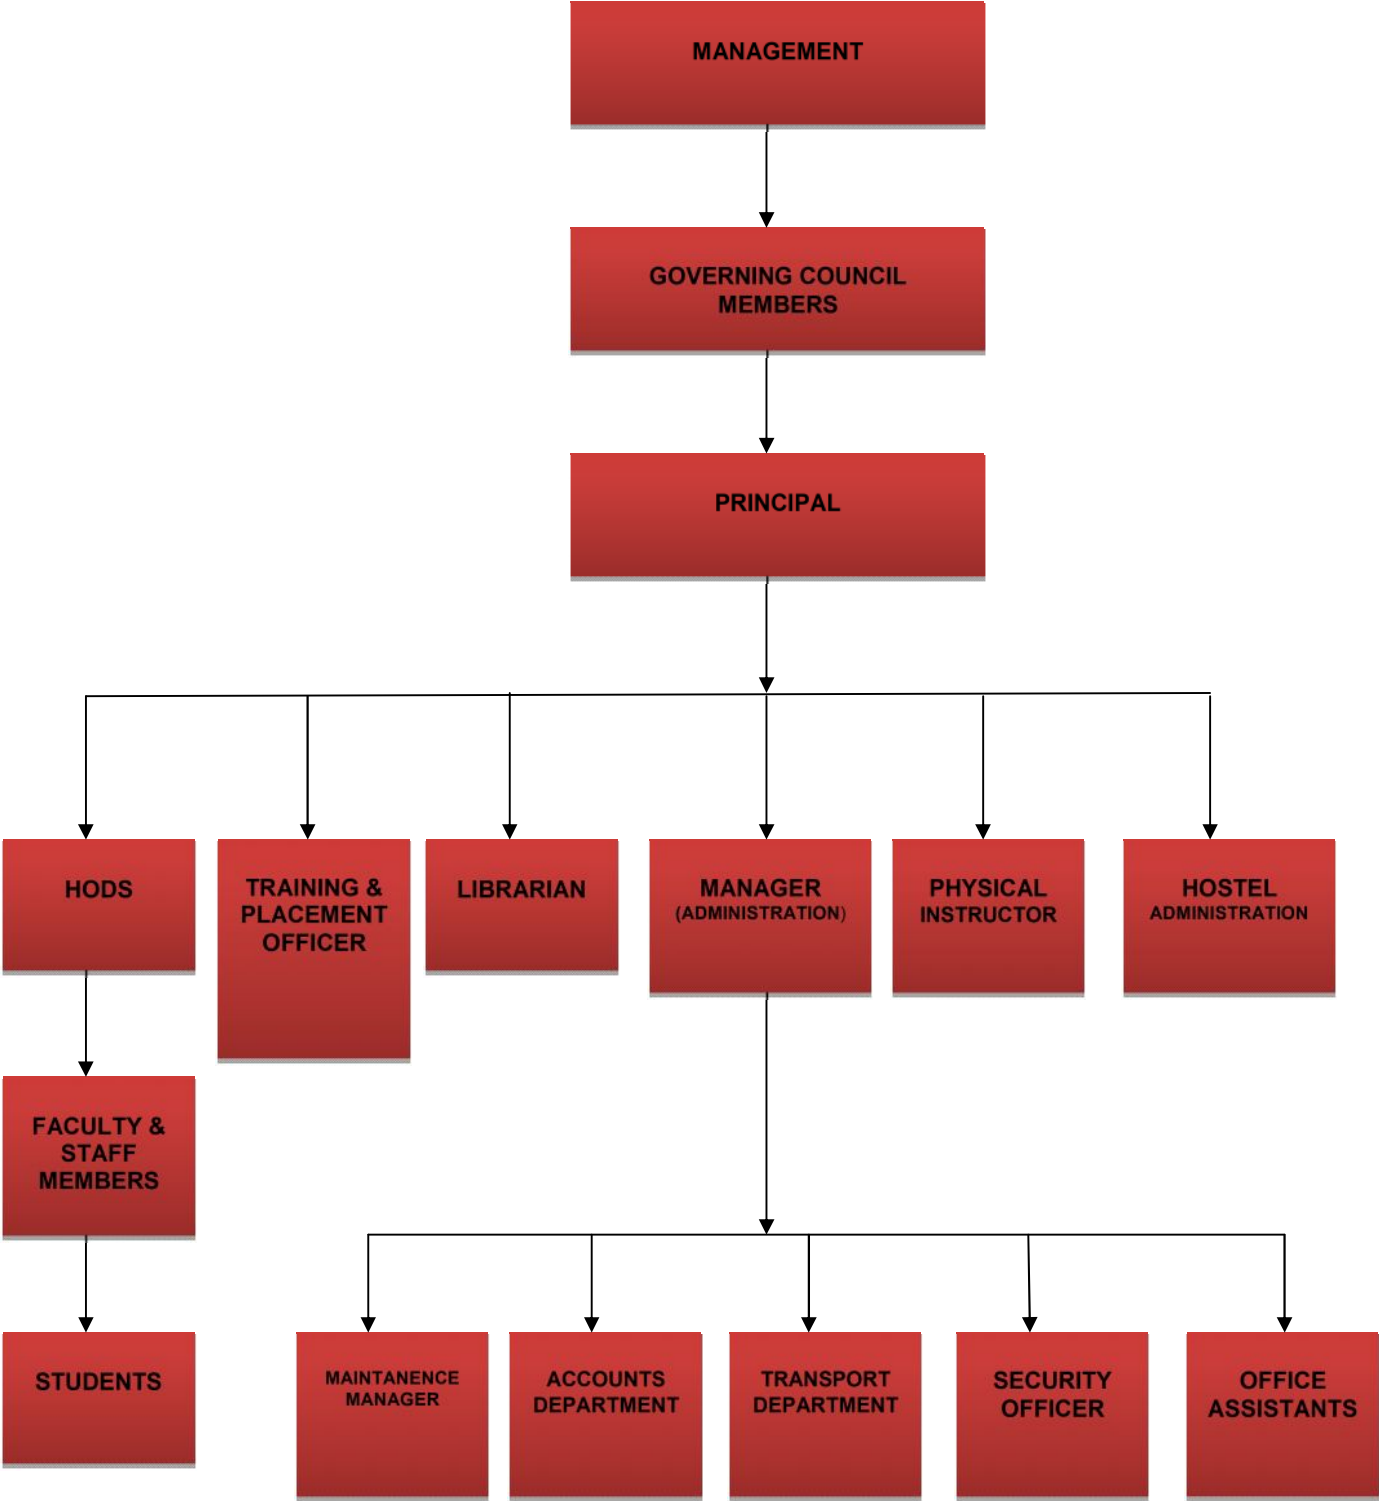 MANAGEMENT
GOVERNING COUNCIL
MEMBERS
PRINCIPAL
HODS
TRAINING &
PLACEMENT
OFFICER
LIBRARIAN
MANAGER
(ADMINISTRATION)
PHYSICAL
INSTRUCTOR
HOSTEL
ADMINISTRATION
FACULTY &
STAFF
MEMBERS
STUDENTS
MAINTANENCE
MANAGER
ACCOUNTS
DEPARTMENT
TRANSPORT
DEPARTMENT
SECURITY
OFFICER
OFFICE
ASSISTANTS